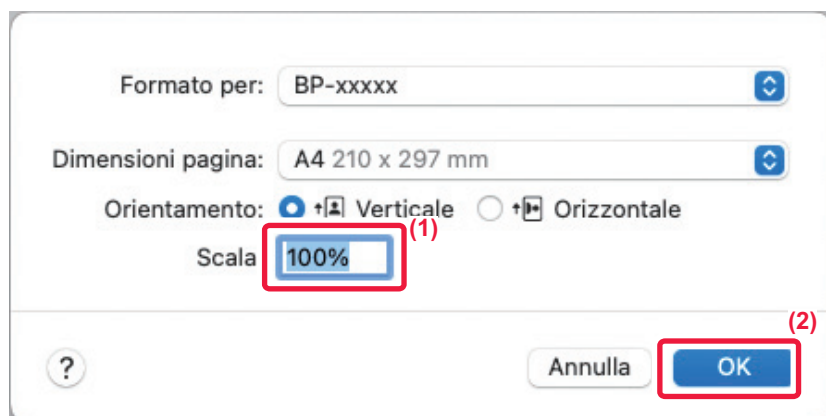 Formato per: BP-xxxxx
Dimensioni pagina: A4 210 x 297 mm
Orientamento: Verticale Orizzontale
(1)
Scala 100%
(2)
? Annulla OK